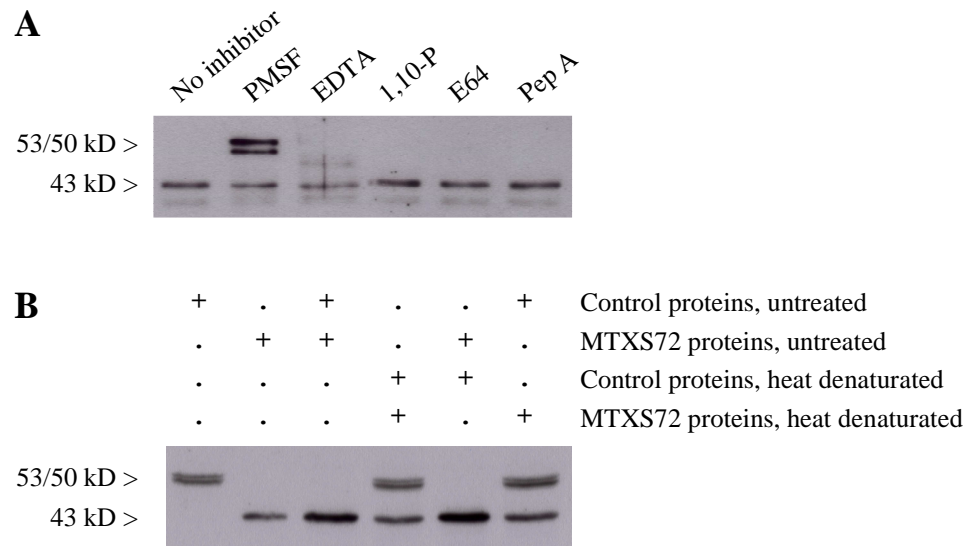 A
No inhibitor
PMSF
EDTA
1,10-P
E64
Pep A
53/50 kD >
43 kD >
B
+ . + . . + Control proteins, untreated
. + + . + . MTXS72 proteins, untreated
. . . + + . Control proteins, heat denaturated
. . . + . + MTXS72 proteins, heat denaturated
53/50 kD >
43 kD >